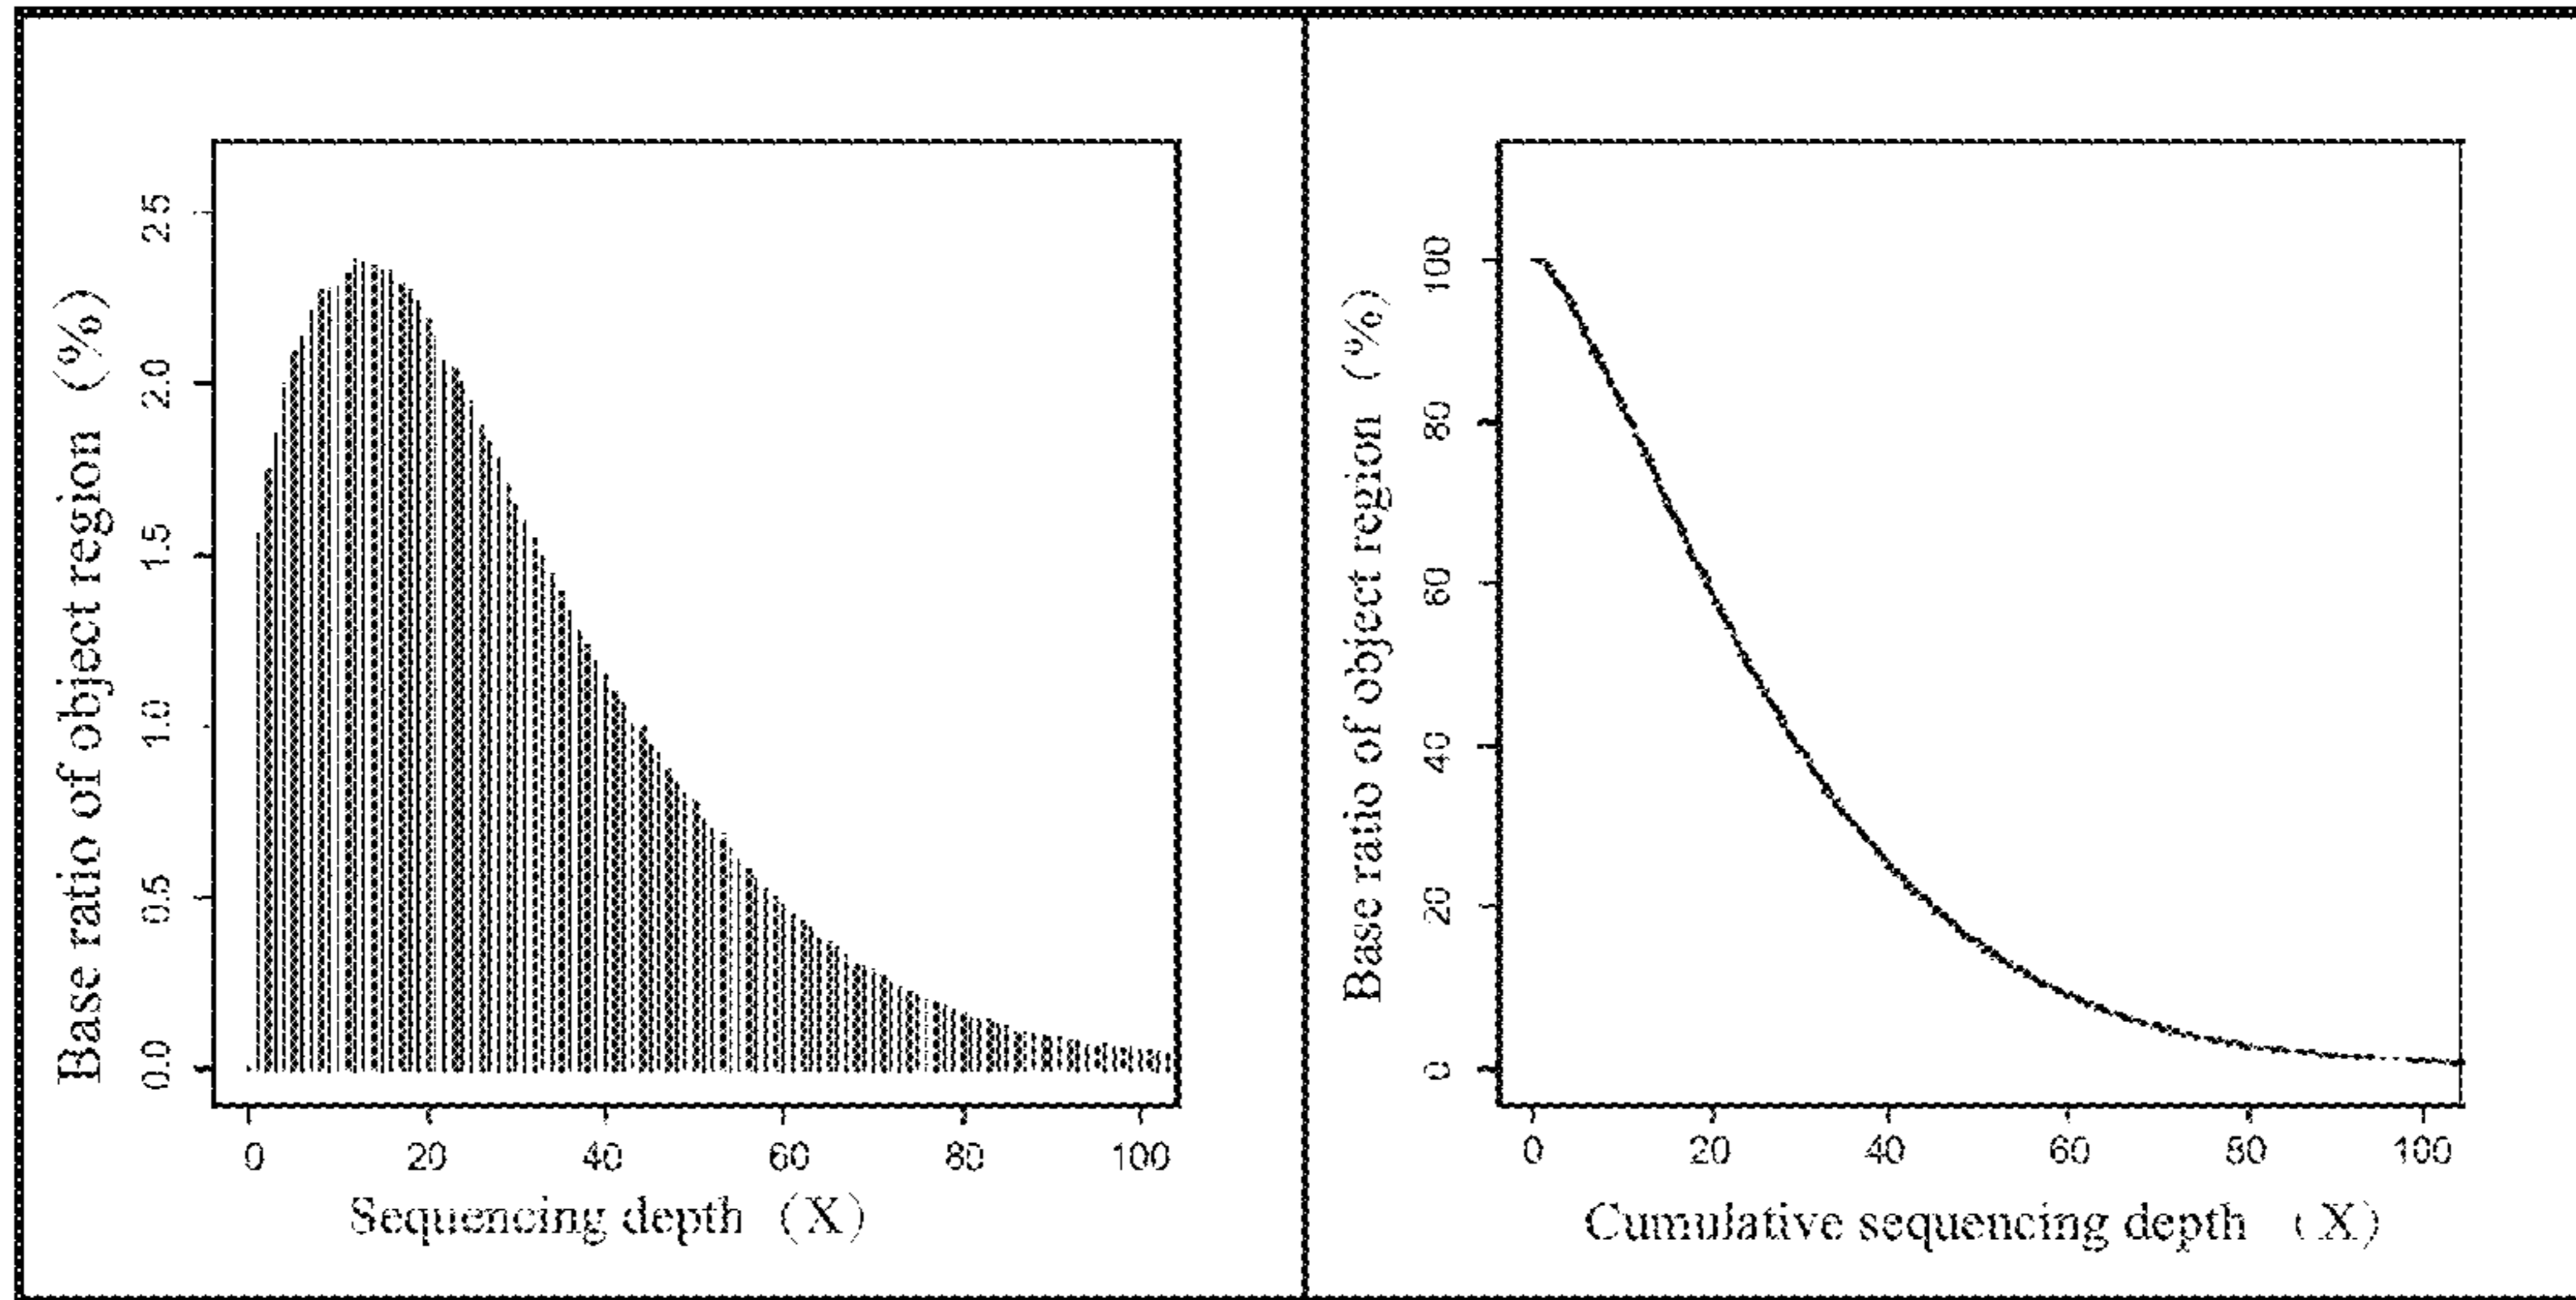 Base ratio of object region (%)
2.5
2.0
1.5
1.0
0.5
0.0
0 20 40 60 80 100
Sequencing depth (X)
Base ratio of object region (%)
100
80
60
40
20
0
0 20 40 60 80 100
Cumulative sequencing depth (X)